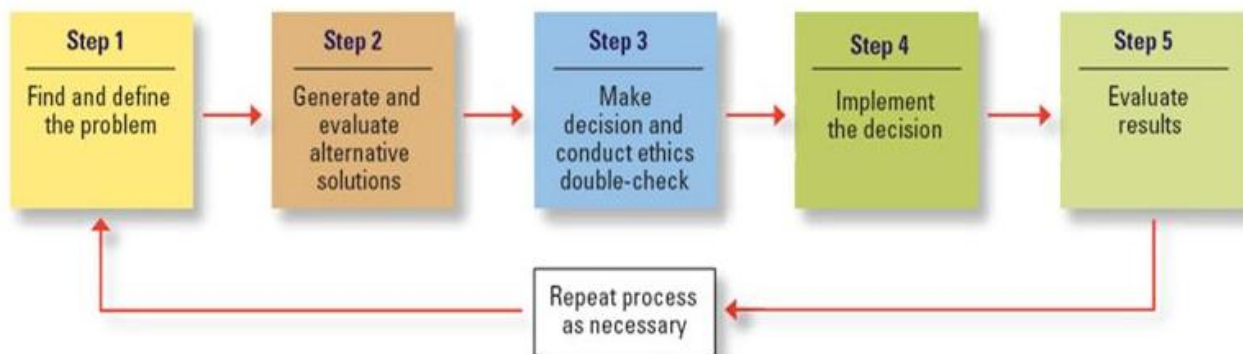 Step 1
Find and define
the problem
Step 2
Generate and
evaluate
alternative
solutions
Step 3
Make
decision and
conduct ethics
double-check
Step 4
Implement
the decision
Step 5
Evaluate
results
Repeat process
as necessary